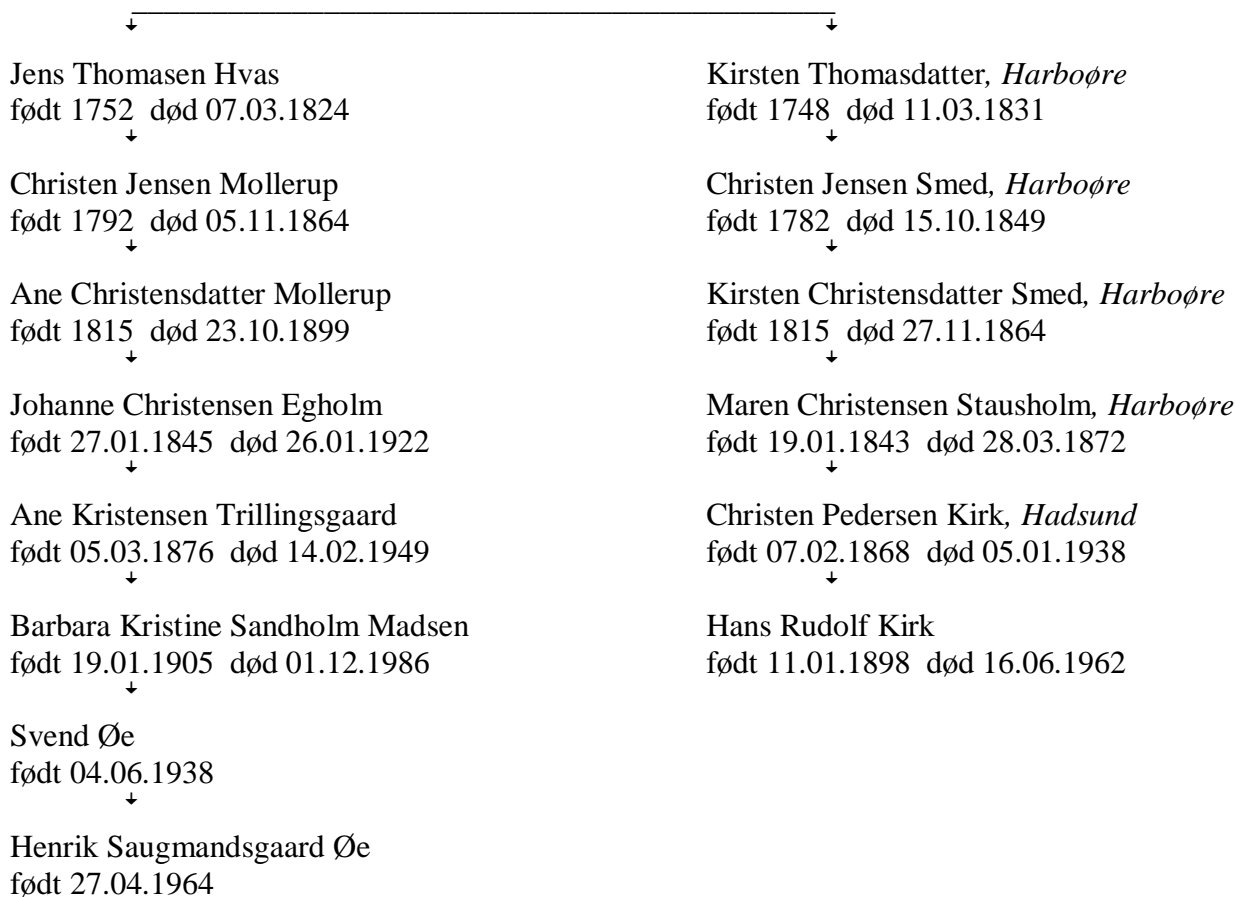 Jens Thomasen Hvas
født 1752 død 07.03.1824
Christen Jensen Mollerup
født 1792 død 05.11.1864
Ane Christensdatter Mollerup
født 1815 død 23.10.1899
Johanne Christensen Egholm
født 27.01.1845 død 26.01.1922
Ane Kristensen Trillingsgaard
født 05.03.1876 død 14.02.1949
Barbara Kristine Sandholm Madsen
født 19.01.1905 død 01.12.1986
Svend Øe
født 04.06.1938
Henrik Saugmandsgaard Øe
født 27.04.1964
Kirsten Thomasdatter, Harboøre
født 1748 død 11.03.1831
Christen Jensen Smed, Harboøre
født 1782 død 15.10.1849
Kirsten Christensdatter Smed, Harboøre
født 1815 død 27.11.1864
Maren Christensen Stausholm, Harboøre
født 19.01.1843 død 28.03.1872
Christen Pedersen Kirk, Hadsund
født 07.02.1868 død 05.01.1938
Hans Rudolf Kirk
født 11.01.1898 død 16.06.1962